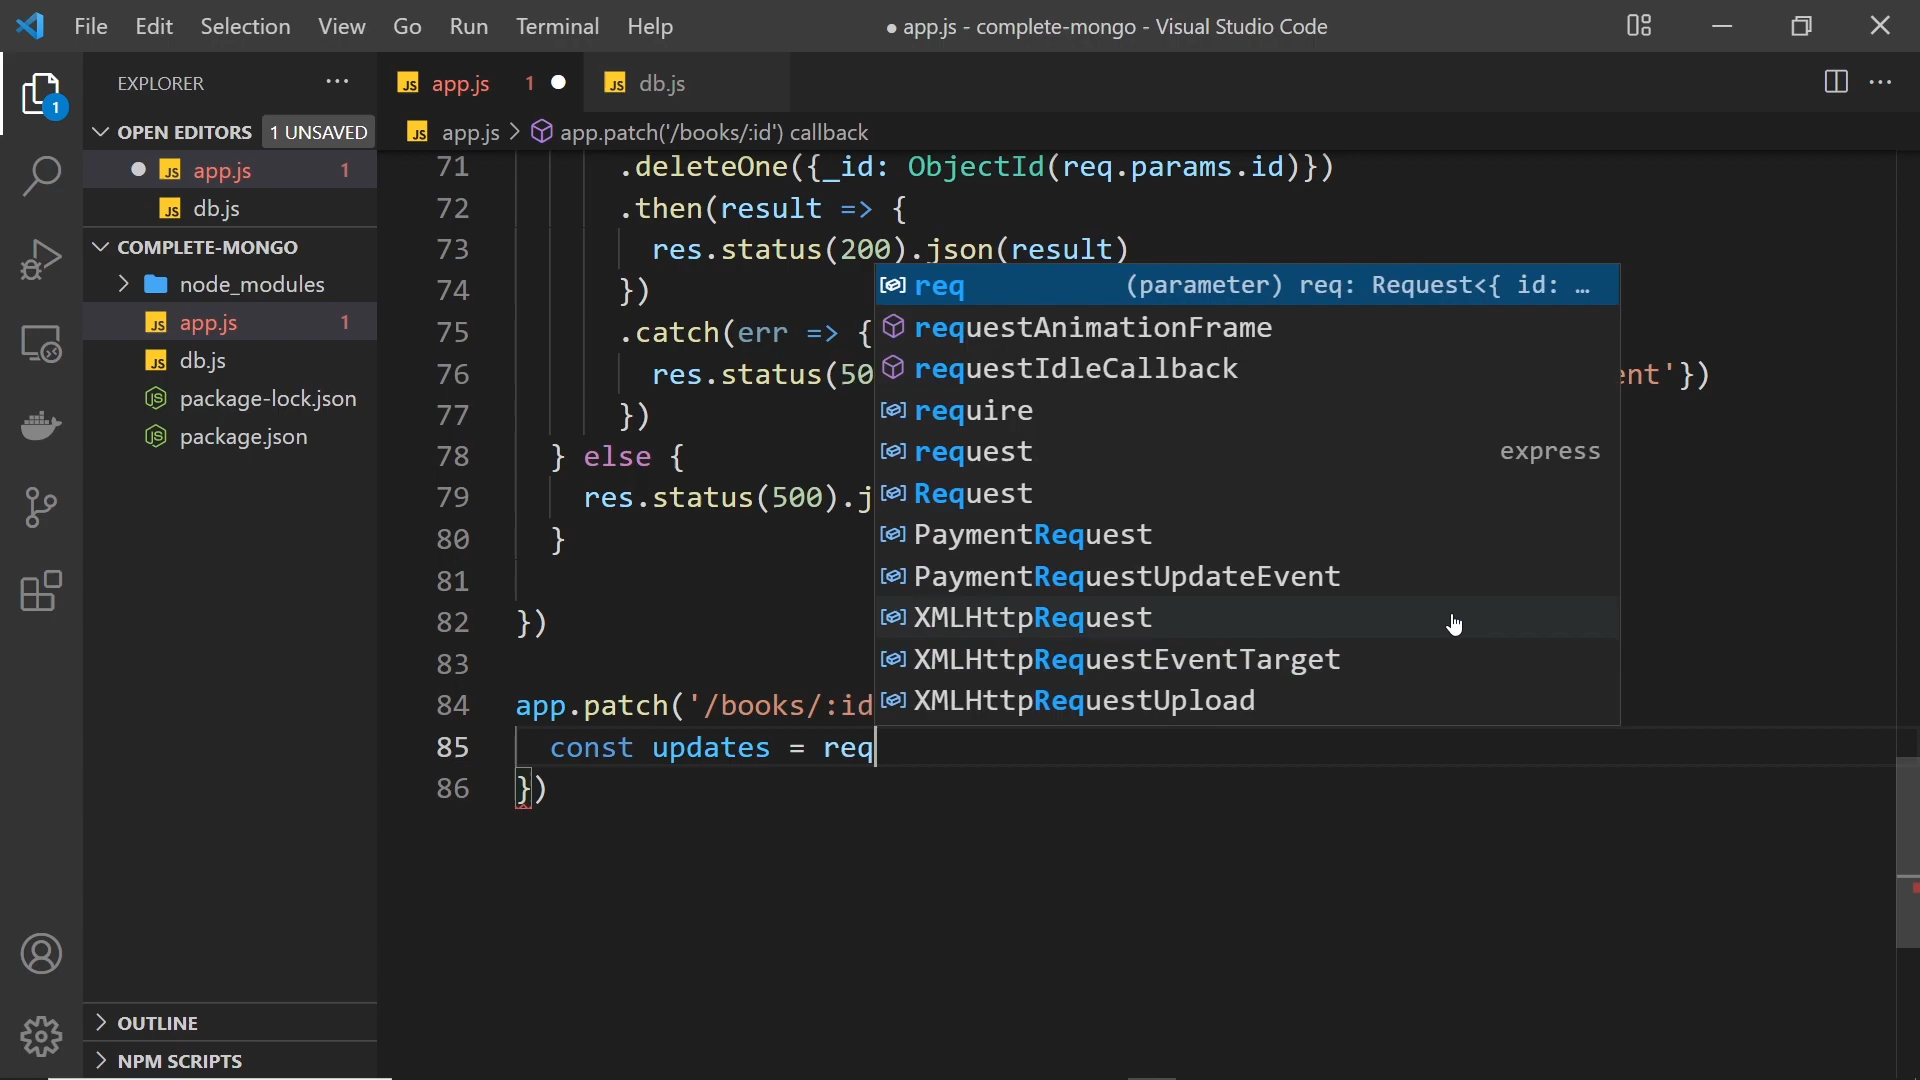 File Edit Selection View Go Run Terminal Help
● app.js - complete-mongo - Visual Studio Code
EXPLORER
OPEN EDITORS 1 UNSAVED
app.js 1
db.js
COMPLETE-MONGO
node_modules
app.js 1
db.js
package-lock.json
package.json
OUTLINE
NPM SCRIPTS
1
JS app.js 1
JS db.js
JS app.js > app.patch('/books/:id') callback
71 .deleteOne({_id: ObjectId(req.params.id)})
72 .then(result => {
73 res.status(200).json(result)
74 })
75 .catch(err => {
76 res.status(50 ent'})
77 })
78 } else {
79 res.status(500).j
80 }
81
82 })
83
84 app.patch('/books/:id
85 const updates = req
86 })
req (parameter) req: Request<{ id: …
requestAnimationFrame
requestIdleCallback
require
request express
Request
PaymentRequest
PaymentRequestUpdateEvent
XMLHttpRequest
XMLHttpRequestEventTarget
XMLHttpRequestUpload